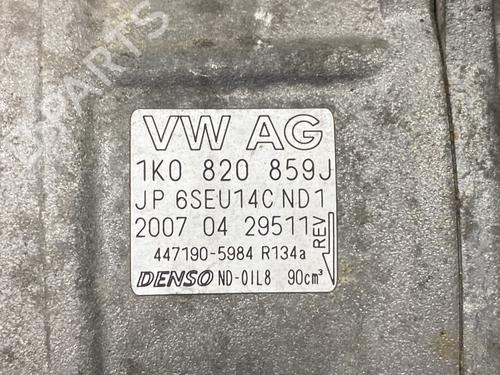 VW AG
1K0 820 859J
JP 6SEU14C ND1
2007 04 29511
REV
447190-5984 R134a
DENSO ND-OIL8 90cm³
PARTS